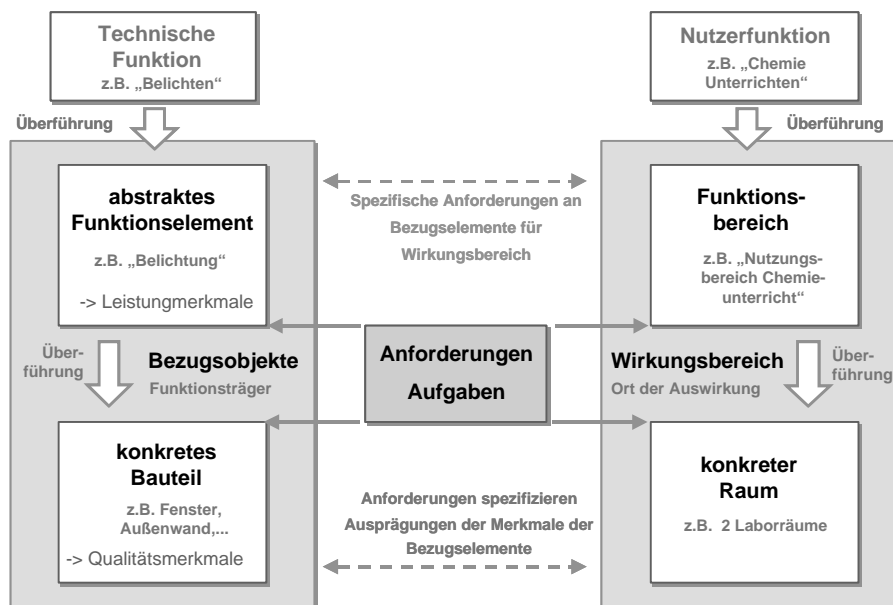 Technische
Funktion
z.B. „Belichten“
Nutzerfunktion
z.B. „Chemie
Unterrichten“
Überführung
Überführung
abstraktes
Funktionselement
z.B. „Belichtung“
-> Leistungmerkmale
Spezifische Anforderungen an
Bezugselemente für
Wirkungsbereich
Funktions-
bereich
z.B. „Nutzungs-
bereich Chemie-
unterricht“
Über-
führung
Bezugsobjekte
Funktionsträger
Anforderungen
Aufgaben
Wirkungsbereich
Ort der Auswirkung
Über-
führung
konkretes
Bauteil
z.B. Fenster,
Außenwand,...
-> Qualitätsmerkmale
Anforderungen spezifizieren
Ausprägungen der Merkmale der
Bezugselemente
konkreter
Raum
z.B. 2 Laborräume